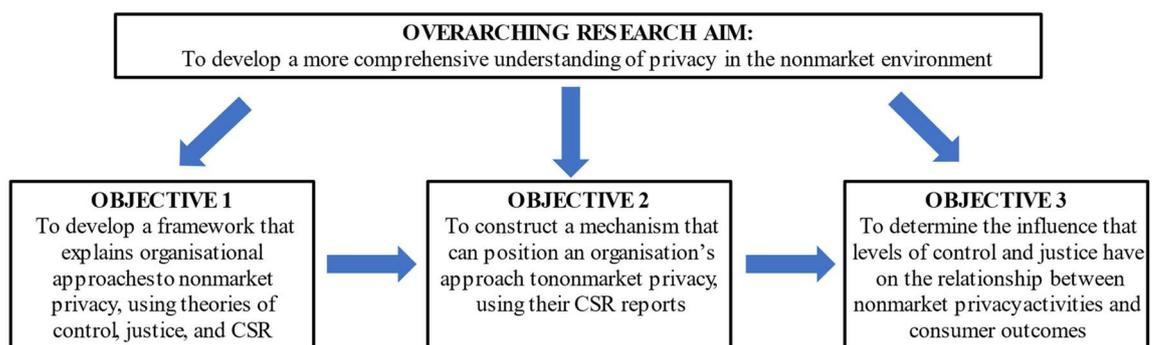 OVERARCHING RESEARCH AIM:
To develop a more comprehensive understanding of privacy in the nonmarket environment
OBJECTIVE 1
To develop a framework that
explains organisational
approachesto nonmarket
privacy, using theories of
control, justice, and CSR
OBJECTIVE 2
To construct a mechanism that
can position an organisation's
approach tononmarket privacy,
using their CSR reports
OBJECTIVE 3
To determine the influence that
levels of control and justice have
on the relationship between
nonmarket privacyactivities and
consumer outcomes